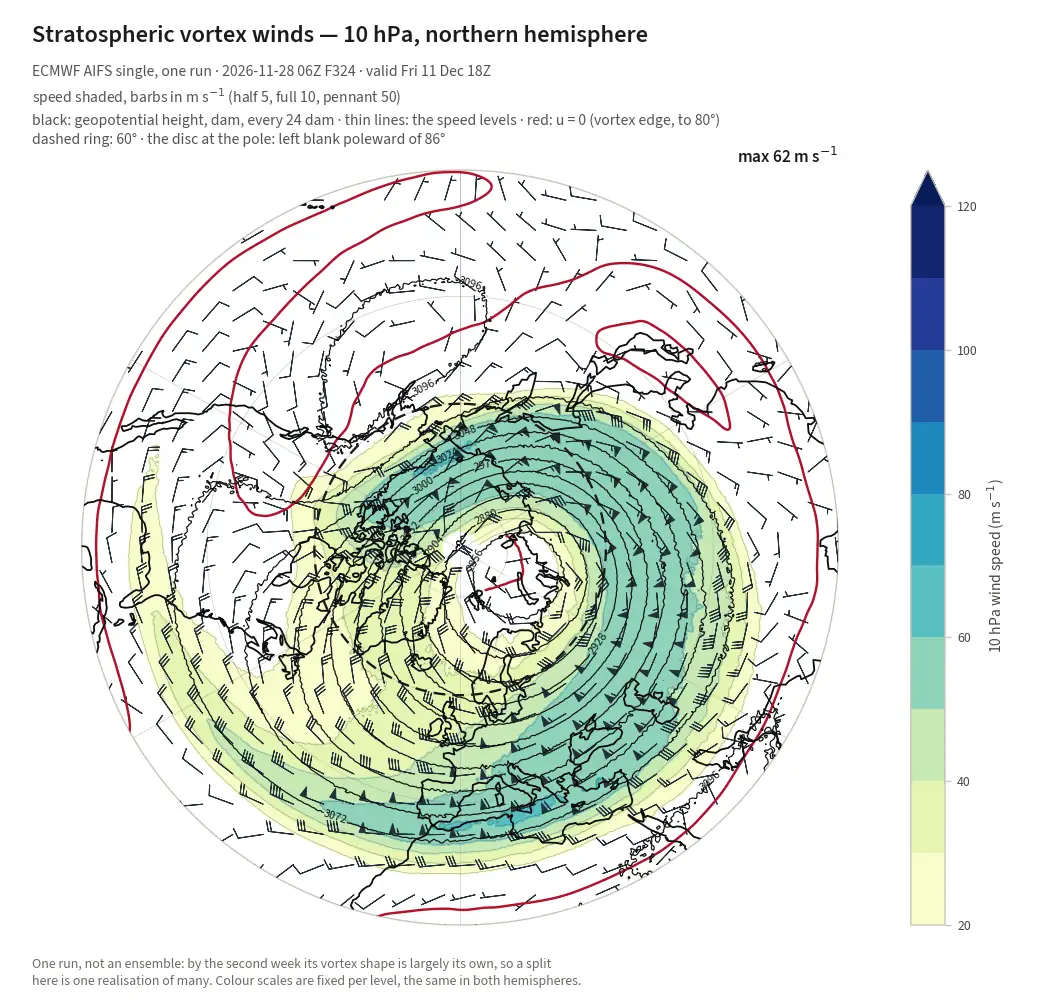 Stratospheric vortex winds — 10 hPa, northern hemisphere
ECMWF AIFS single, one run · 2026-11-28 06Z F324 · valid Fri 11 Dec 18Z
speed shaded, barbs in m s⁻¹ (half 5, full 10, pennant 50)
black: geopotential height, dam, every 24 dam · thin lines: the speed levels · red: u = 0 (vortex edge, to 80°)
dashed ring: 60° · the disc at the pole: left blank poleward of 86°
max 62 m s⁻¹
120
100
80
60
40
20
10 hPa wind speed (m s⁻¹)
3096
3096
3048
3024
3000
2880
2928
3072
3096
One run, not an ensemble: by the second week its vortex shape is largely its own, so a split
here is one realisation of many. Colour scales are fixed per level, the same in both hemispheres.